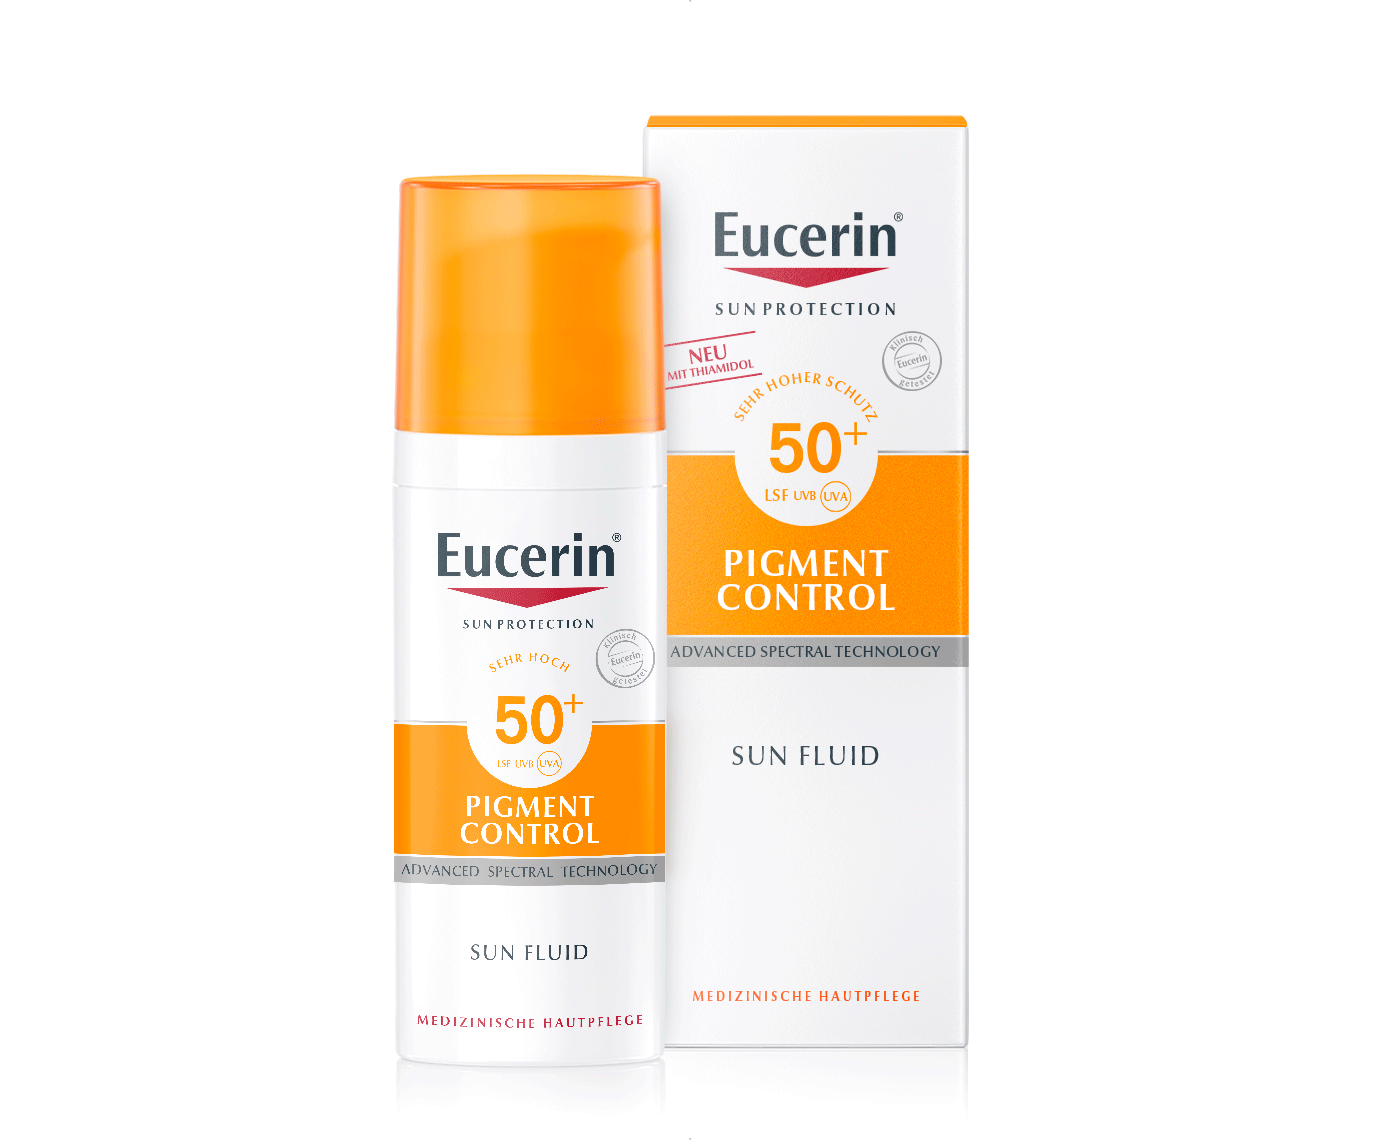 Eucerin®
SUN PROTECTION
NEU
MIT THIAMIDOL
Klinisch
Eucerin
getestet
SEHR HOHER SCHUTZ
50+
LSF UVB UVA
PIGMENT
CONTROL
ADVANCED SPECTRAL TECHNOLOGY
SUN FLUID
MEDIZINISCHE HAUTPFLEGE
Eucerin®
SUN PROTECTION
Klinisch
Eucerin
getestet
SEHR HOCH
50+
LSF UVB UVA
PIGMENT
CONTROL
ADVANCED SPECTRAL TECHNOLOGY
SUN FLUID
MEDIZINISCHE HAUTPFLEGE